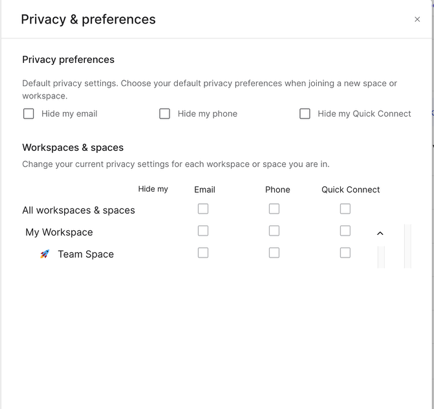 Privacy & preferences
Privacy preferences
Default privacy settings. Choose your default privacy preferences when joining a new space or
workspace.
Hide my email Hide my phone Hide my Quick Connect
Workspaces & spaces
Change your current privacy settings for each workspace or space you are in.
Hide my Email Phone Quick Connect
All workspaces & spaces
My Workspace
Team Space